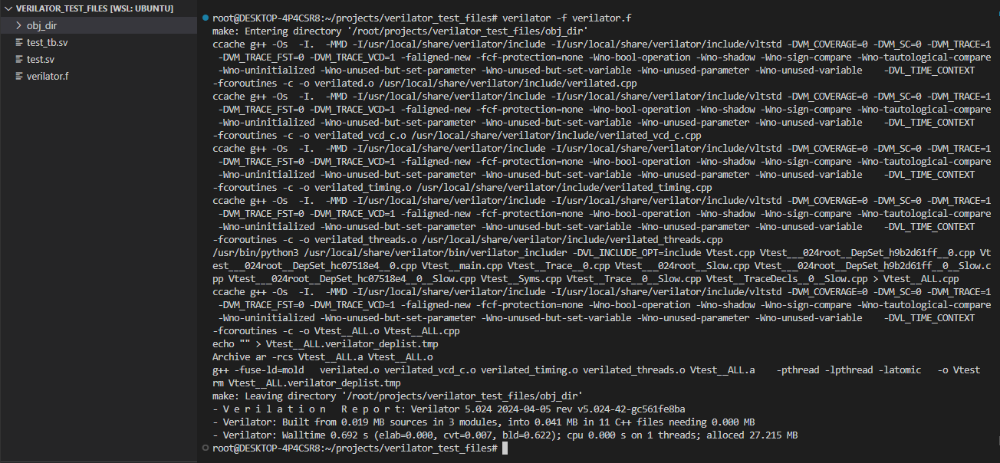 VERILATOR_TEST_FILES [WSL: UBUNTU]
obj_dir
test_tb.sv
test.sv
verilator.f
root@DESKTOP-4P4CSR8:~/projects/verilator_test_files# verilator -f verilator.f
make: Entering directory '/root/projects/verilator_test_files/obj_dir'
ccache g++ -Os  -I.  -MMD -I/usr/local/share/verilator/include -I/usr/local/share/verilator/include/vltstd -DVM_COVERAGE=0 -DVM_SC=0 -DVM_TRACE=1
-DVM_TRACE_FST=0 -DVM_TRACE_VCD=1 -faligned-new -fcf-protection=none -Wno-bool-operation -Wno-shadow -Wno-sign-compare -Wno-tautological-compare
-Wno-uninitialized -Wno-unused-but-set-parameter -Wno-unused-but-set-variable -Wno-unused-parameter -Wno-unused-variable    -DVL_TIME_CONTEXT
-fcoroutines -c -o verilated.o /usr/local/share/verilator/include/verilated.cpp
ccache g++ -Os  -I.  -MMD -I/usr/local/share/verilator/include -I/usr/local/share/verilator/include/vltstd -DVM_COVERAGE=0 -DVM_SC=0 -DVM_TRACE=1
-DVM_TRACE_FST=0 -DVM_TRACE_VCD=1 -faligned-new -fcf-protection=none -Wno-bool-operation -Wno-shadow -Wno-sign-compare -Wno-tautological-compare
-Wno-uninitialized -Wno-unused-but-set-parameter -Wno-unused-but-set-variable -Wno-unused-parameter -Wno-unused-variable    -DVL_TIME_CONTEXT
-fcoroutines -c -o verilated_vcd_c.o /usr/local/share/verilator/include/verilated_vcd_c.cpp
ccache g++ -Os  -I.  -MMD -I/usr/local/share/verilator/include -I/usr/local/share/verilator/include/vltstd -DVM_COVERAGE=0 -DVM_SC=0 -DVM_TRACE=1
-DVM_TRACE_FST=0 -DVM_TRACE_VCD=1 -faligned-new -fcf-protection=none -Wno-bool-operation -Wno-shadow -Wno-sign-compare -Wno-tautological-compare
-Wno-uninitialized -Wno-unused-but-set-parameter -Wno-unused-but-set-variable -Wno-unused-parameter -Wno-unused-variable    -DVL_TIME_CONTEXT
-fcoroutines -c -o verilated_timing.o /usr/local/share/verilator/include/verilated_timing.cpp
ccache g++ -Os  -I.  -MMD -I/usr/local/share/verilator/include -I/usr/local/share/verilator/include/vltstd -DVM_COVERAGE=0 -DVM_SC=0 -DVM_TRACE=1
-DVM_TRACE_FST=0 -DVM_TRACE_VCD=1 -faligned-new -fcf-protection=none -Wno-bool-operation -Wno-shadow -Wno-sign-compare -Wno-tautological-compare
-Wno-uninitialized -Wno-unused-but-set-parameter -Wno-unused-but-set-variable -Wno-unused-parameter -Wno-unused-variable    -DVL_TIME_CONTEXT
-fcoroutines -c -o verilated_threads.o /usr/local/share/verilator/include/verilated_threads.cpp
/usr/bin/python3 /usr/local/share/verilator/bin/verilator_includer -DVL_INCLUDE_OPT=include Vtest.cpp Vtest___024root__DepSet_h9b2d61ff__0.cpp Vt
est___024root__DepSet_hc07518e4__0.cpp Vtest__main.cpp Vtest__Trace__0.cpp Vtest___024root__Slow.cpp Vtest___024root__DepSet_h9b2d61ff__0__Slow.c
pp Vtest___024root__DepSet_hc07518e4__0__Slow.cpp Vtest__Syms.cpp Vtest__Trace__0__Slow.cpp Vtest__TraceDecls__0__Slow.cpp > Vtest__ALL.cpp
ccache g++ -Os  -I.  -MMD -I/usr/local/share/verilator/include -I/usr/local/share/verilator/include/vltstd -DVM_COVERAGE=0 -DVM_SC=0 -DVM_TRACE=1
-DVM_TRACE_FST=0 -DVM_TRACE_VCD=1 -faligned-new -fcf-protection=none -Wno-bool-operation -Wno-shadow -Wno-sign-compare -Wno-tautological-compare
-Wno-uninitialized -Wno-unused-but-set-parameter -Wno-unused-but-set-variable -Wno-unused-parameter -Wno-unused-variable    -DVL_TIME_CONTEXT
-fcoroutines -c -o Vtest__ALL.o Vtest__ALL.cpp
echo "" > Vtest__ALL.verilator_deplist.tmp
Archive ar -rcs Vtest__ALL.a Vtest__ALL.o
g++ -fuse-ld=mold   verilated.o verilated_vcd_c.o verilated_timing.o verilated_threads.o Vtest__ALL.a    -pthread -lpthread -latomic   -o Vtest
rm Vtest__ALL.verilator_deplist.tmp
make: Leaving directory '/root/projects/verilator_test_files/obj_dir'
- V e r i l a t i o n   R e p o r t: Verilator 5.024 2024-04-05 rev v5.024-42-gc561fe8ba
- Verilator: Built from 0.019 MB sources in 3 modules, into 0.041 MB in 11 C++ files needing 0.000 MB
- Verilator: Walltime 0.692 s (elab=0.000, cvt=0.007, bld=0.622); cpu 0.000 s on 1 threads; alloced 27.215 MB
root@DESKTOP-4P4CSR8:~/projects/verilator_test_files#